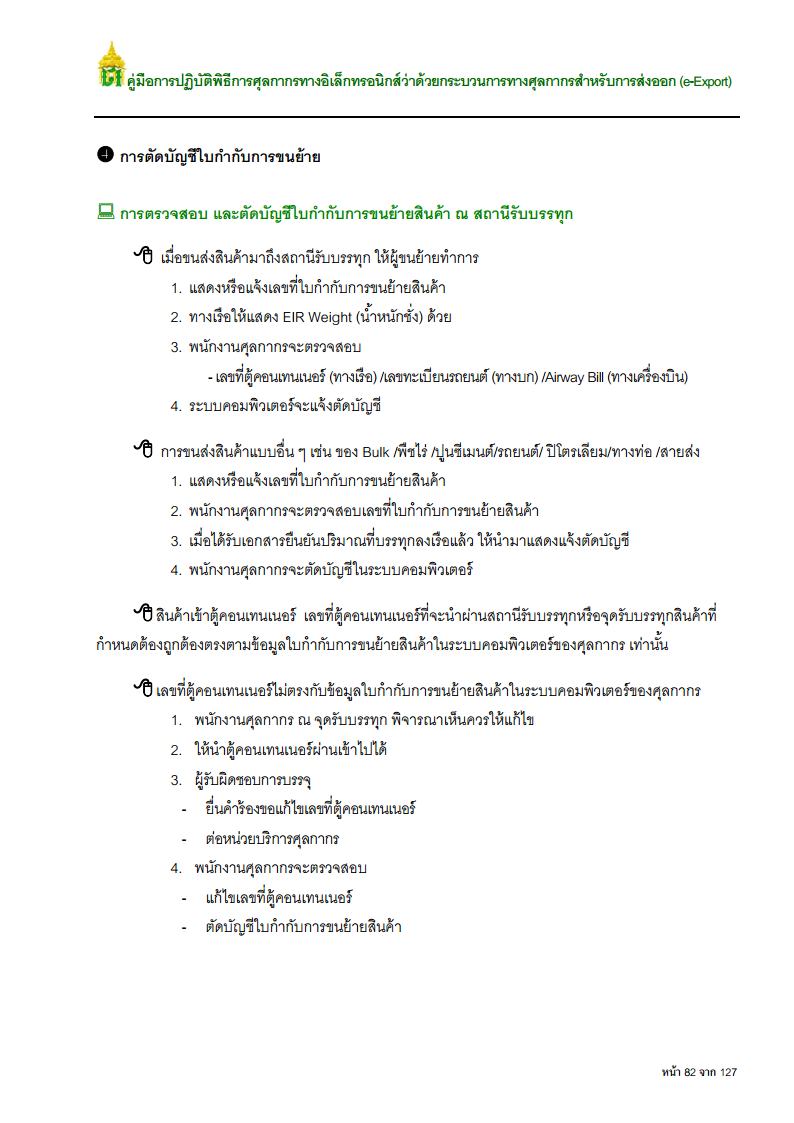 คู่มือการปฏิบัติพิธีการศุลกากรทางอิเล็กทรอนิกส์ว่าด้วยกระบวนการทางศุลกากรสำหรับการส่งออก (e-Export)
การตัดบัญชีใบกำกับการขนย้าย
การตรวจสอบ และตัดบัญชีใบกำกับการขนย้ายสินค้า ณ สถานีรับบรรทุก
เมื่อขนส่งสินค้ามาถึงสถานีรับบรรทุก ให้ผู้ขนย้ายทำการ
1. แสดงหรือแจ้งเลขที่ใบกำกับการขนย้ายสินค้า
2. ทางเรือให้แสดง EIR Weight (น้ำหนักชั่ง) ด้วย
3. พนักงานศุลกากรจะตรวจสอบ
- เลขที่ตู้คอนเทนเนอร์ (ทางเรือ) /เลขทะเบียนรถยนต์ (ทางบก) /Airway Bill (ทางเครื่องบิน)
4. ระบบคอมพิวเตอร์จะแจ้งตัดบัญชี
การขนส่งสินค้าแบบอื่น ๆ เช่น ของ Bulk /พืชไร่ /ปูนซีเมนต์/รถยนต์/ ปิโตรเลียม/ทางท่อ /สายส่ง
1. แสดงหรือแจ้งเลขที่ใบกำกับการขนย้ายสินค้า
2. พนักงานศุลกากรจะตรวจสอบเลขที่ใบกำกับการขนย้ายสินค้า
3. เมื่อได้รับเอกสารยืนยันปริมาณที่บรรทุกลงเรือแล้ว ให้นำมาแสดงแจ้งตัดบัญชี
4. พนักงานศุลกากรจะตัดบัญชีในระบบคอมพิวเตอร์
สินค้าเข้าตู้คอนเทนเนอร์ เลขที่ตู้คอนเทนเนอร์ที่จะนำผ่านสถานีรับบรรทุกหรือจุดรับบรรทุกสินค้าที่
กำหนดต้องถูกต้องตรงตามข้อมูลใบกำกับการขนย้ายสินค้าในระบบคอมพิวเตอร์ของศุลกากร เท่านั้น
เลขที่ตู้คอนเทนเนอร์ไม่ตรงกับข้อมูลใบกำกับการขนย้ายสินค้าในระบบคอมพิวเตอร์ของศุลกากร
1. พนักงานศุลกากร ณ จุดรับบรรทุก พิจารณาเห็นควรให้แก้ไข
2. ให้นำตู้คอนเทนเนอร์ผ่านเข้าไปได้
3. ผู้รับผิดชอบการบรรจุ
- ยื่นคำร้องขอแก้ไขเลขที่ตู้คอนเทนเนอร์
- ต่อหน่วยบริการศุลกากร
4. พนักงานศุลกากรจะตรวจสอบ
- แก้ไขเลขที่ตู้คอนเทนเนอร์
- ตัดบัญชีใบกำกับการขนย้ายสินค้า
หน้า 82 จาก 127